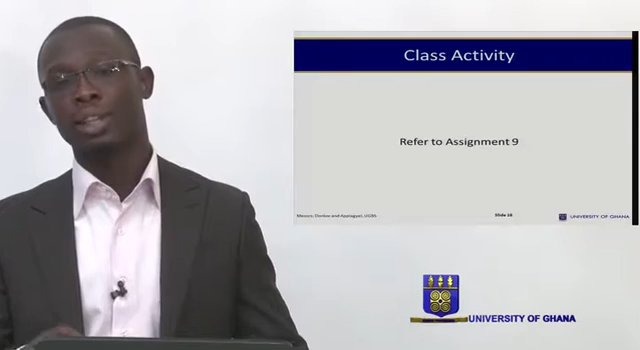 Class Activity
Refer to Assignment 9
Slide 16
UNIVERSITY OF GHANA
UNIVERSITY OF GHANA